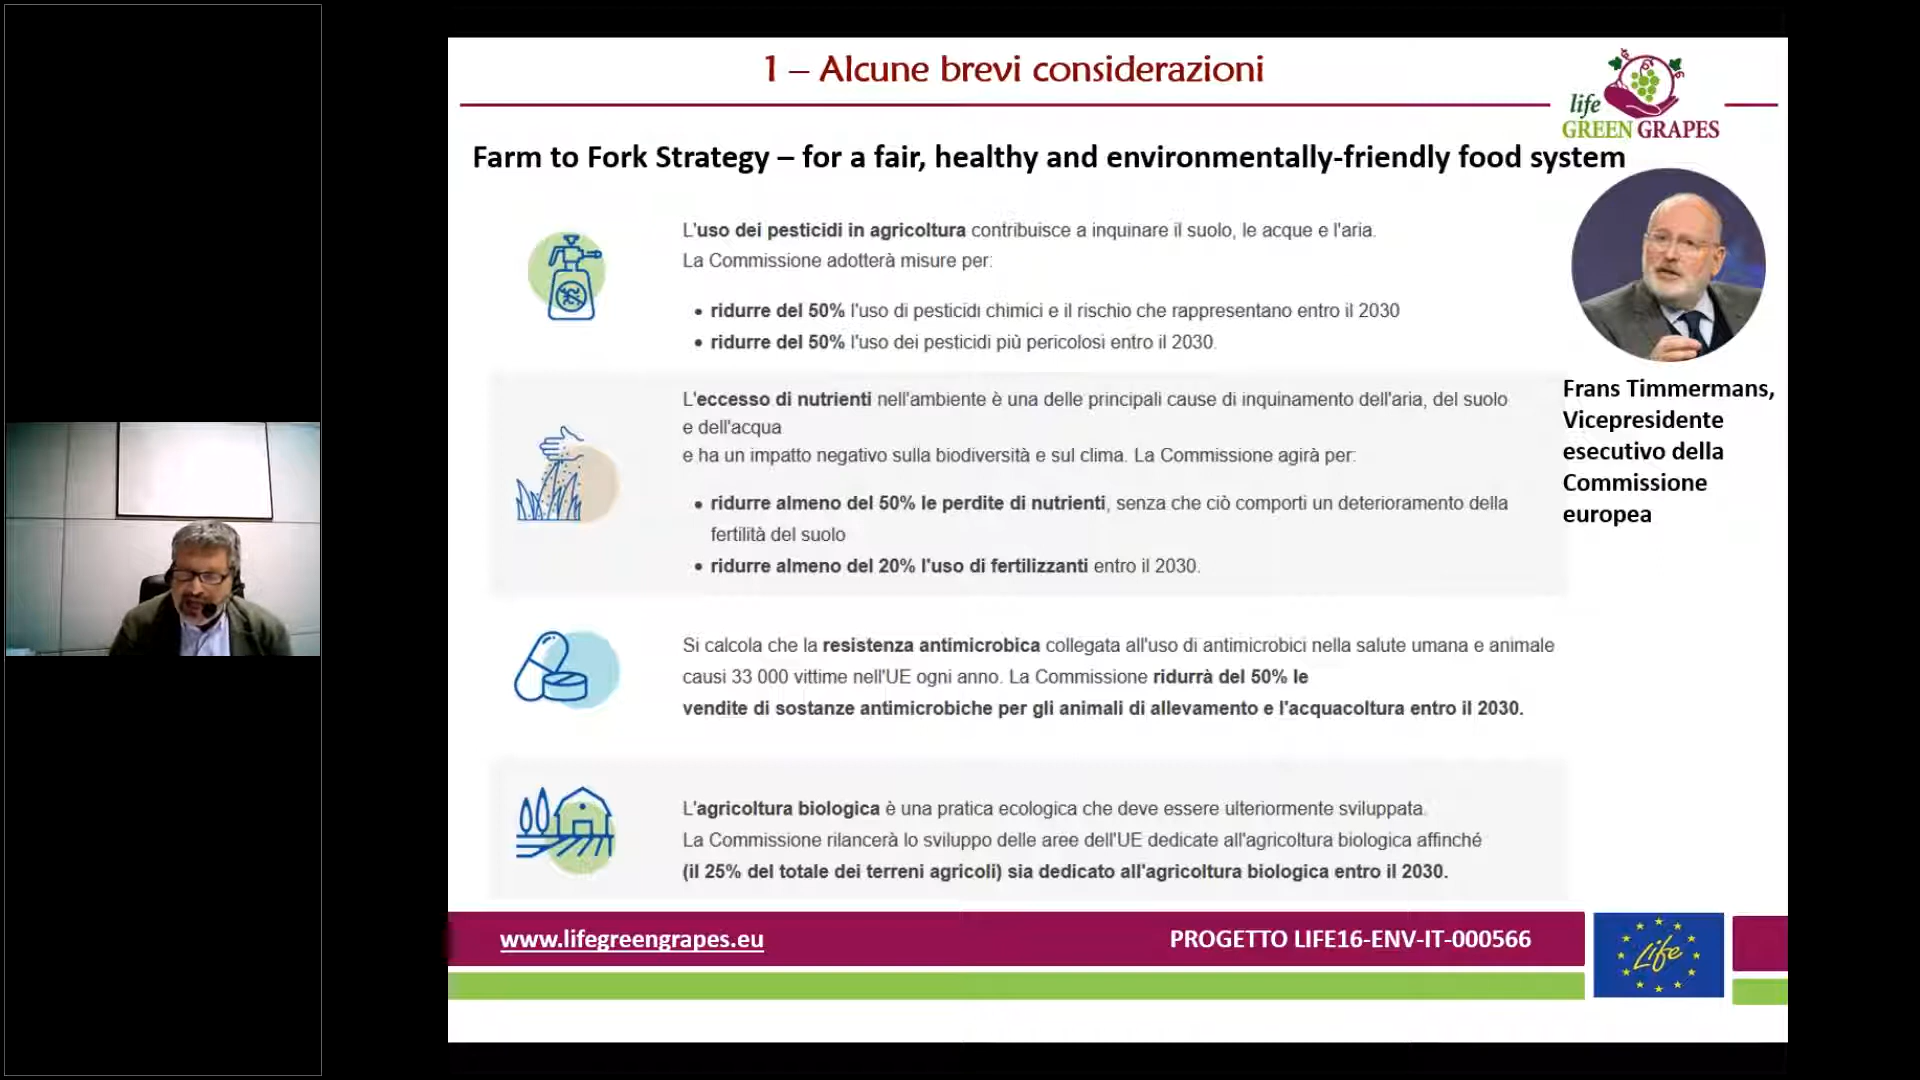 1 – Alcune brevi considerazioni
life
GREEN GRAPES
Farm to Fork Strategy – for a fair, healthy and environmentally-friendly food system
L'uso dei pesticidi in agricoltura contribuisce a inquinare il suolo, le acque e l'aria.
La Commissione adotterà misure per:
• ridurre del 50% l'uso di pesticidi chimici e il rischio che rappresentano entro il 2030
• ridurre del 50% l'uso dei pesticidi più pericolosi entro il 2030.
Frans Timmermans,
Vicepresidente
esecutivo della
Commissione
europea
L'eccesso di nutrienti nell'ambiente è una delle principali cause di inquinamento dell'aria, del suolo
e dell'acqua
e ha un impatto negativo sulla biodiversità e sul clima. La Commissione agirà per:
• ridurre almeno del 50% le perdite di nutrienti, senza che ciò comporti un deterioramento della
fertilità del suolo
• ridurre almeno del 20% l'uso di fertilizzanti entro il 2030.
Si calcola che la resistenza antimicrobica collegata all'uso di antimicrobici nella salute umana e animale
causi 33 000 vittime nell'UE ogni anno. La Commissione ridurrà del 50% le
vendite di sostanze antimicrobiche per gli animali di allevamento e l'acquacoltura entro il 2030.
L'agricoltura biologica è una pratica ecologica che deve essere ulteriormente sviluppata.
La Commissione rilancerà lo sviluppo delle aree dell'UE dedicate all'agricoltura biologica affinché
(il 25% del totale dei terreni agricoli) sia dedicato all'agricoltura biologica entro il 2030.
www.lifegreengrapes.eu
PROGETTO LIFE16-ENV-IT-000566
Life